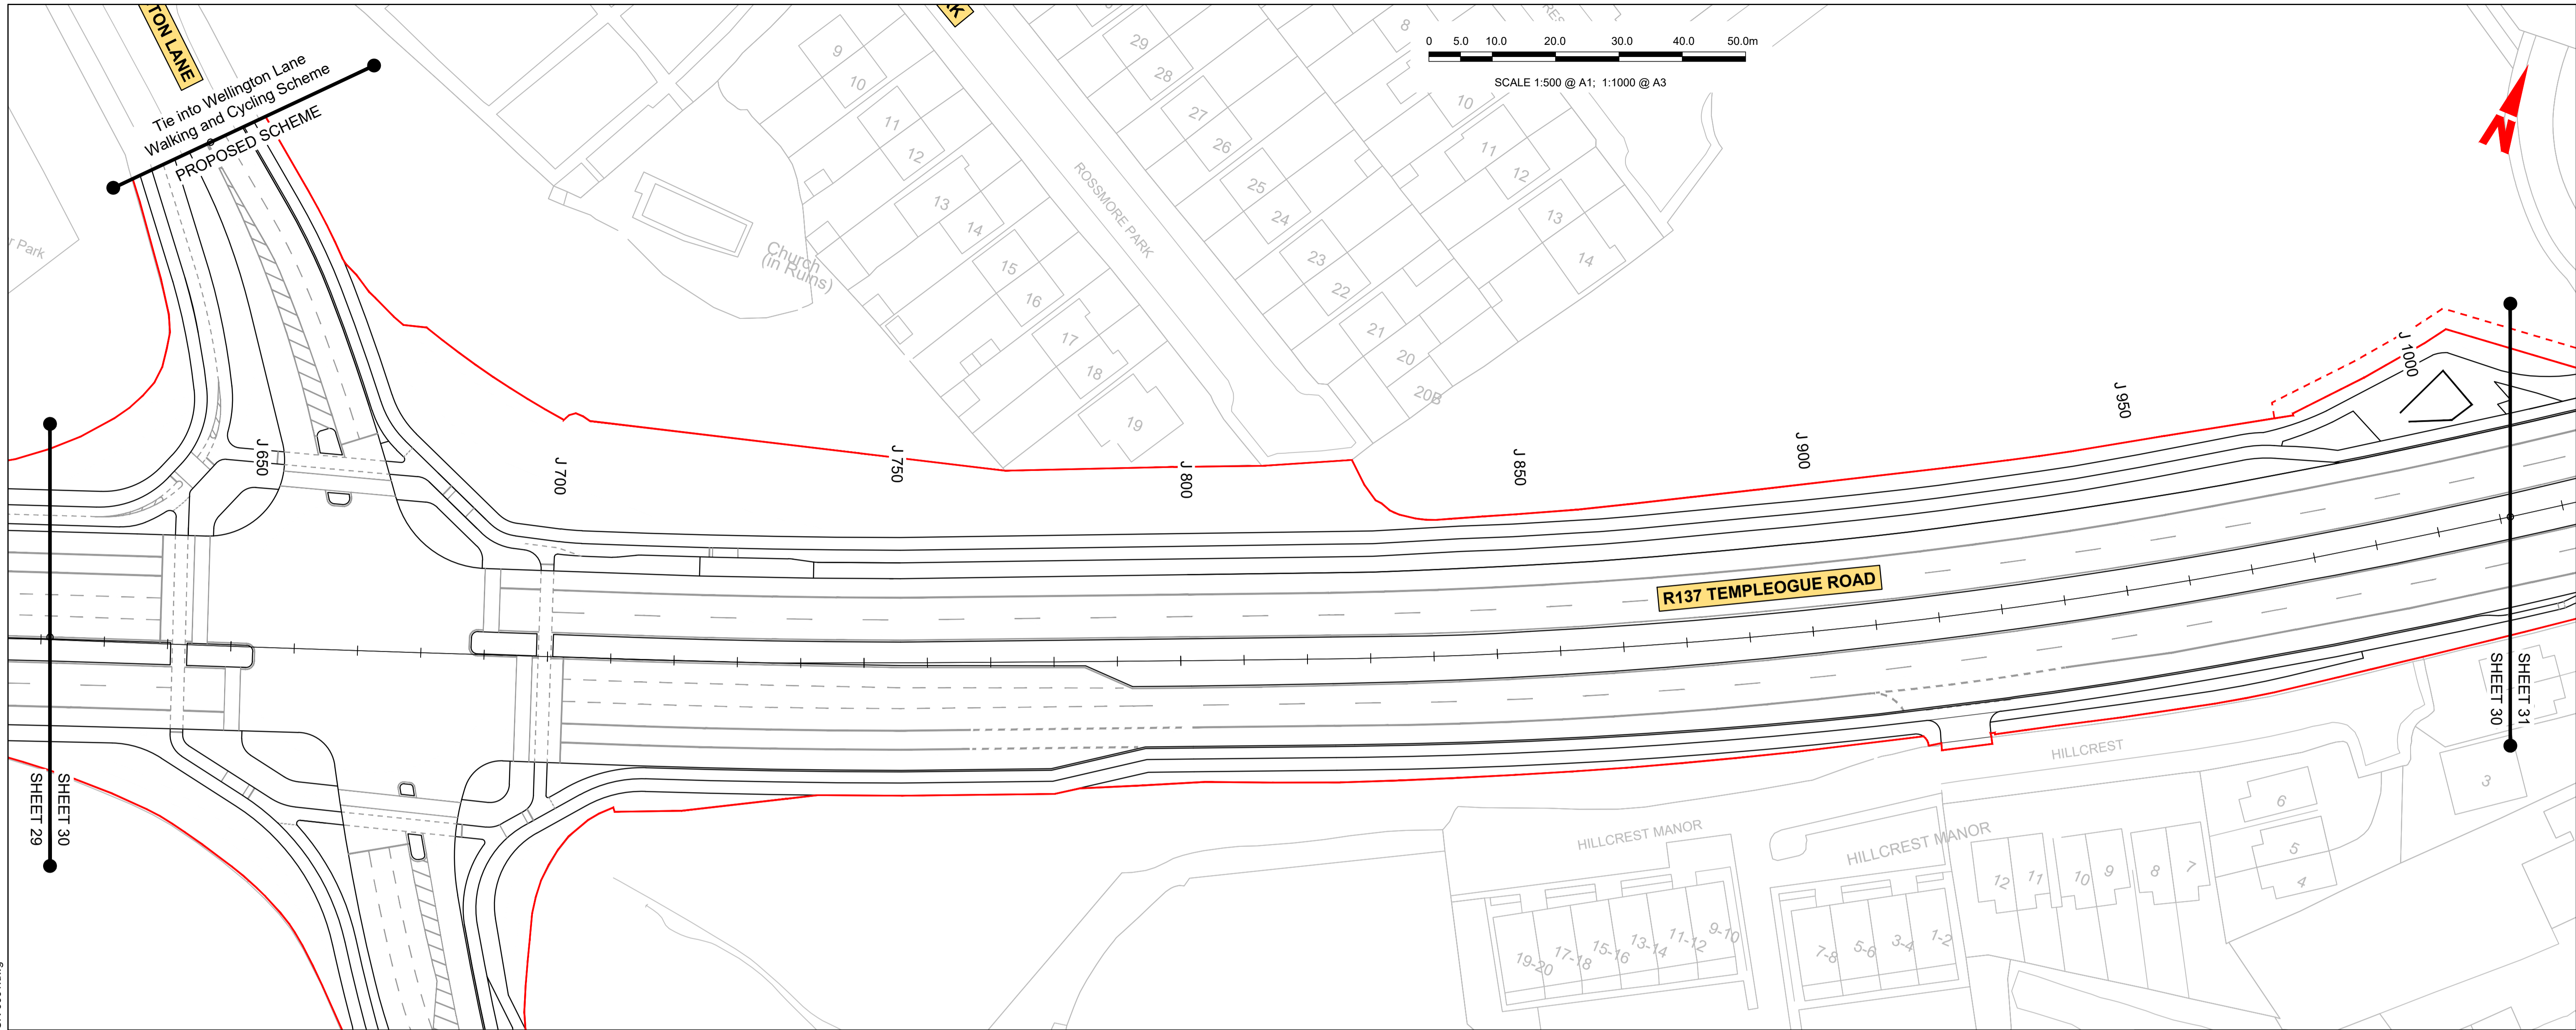 TON LANE
Tie into Wellington Lane
Walking and Cycling Scheme
PROPOSED SCHEME
r Park
0 5.0 10.0 20.0 30.0 40.0 50.0m
SCALE 1:500 @ A1; 1:1000 @ A3
N
Church
(in Ruins)
ROSSMORE PARK
9
10
11
12
13
14
15
16
17
18
19
29
28
27
26
25
24
23
22
21
20
20B
8
10
11
12
13
14
J 650
J 700
J 750
J 800
J 850
J 900
J 950
J 1000
R137 TEMPLEOGUE ROAD
SHEET 30
SHEET 29
SHEET 31
SHEET 30
HILLCREST
HILLCREST MANOR
HILLCREST MANOR
19-20
17-18
15-16
13-14
11-12
9-10
7-8
5-6
3-4
1-2
12
11
10
9
8
7
6
5
4
3